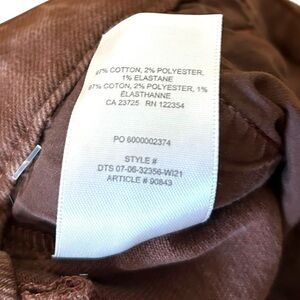 97% COTTON, 2% POLYESTER,
1% ELASTANE
97% COTON, 2% POLYESTER, 1%
ÉLASTHANNE
CA 23725 RN 122354
PO 6000002374
STYLE #
DTS 07-06-32356-WI21
ARTICLE # 90843